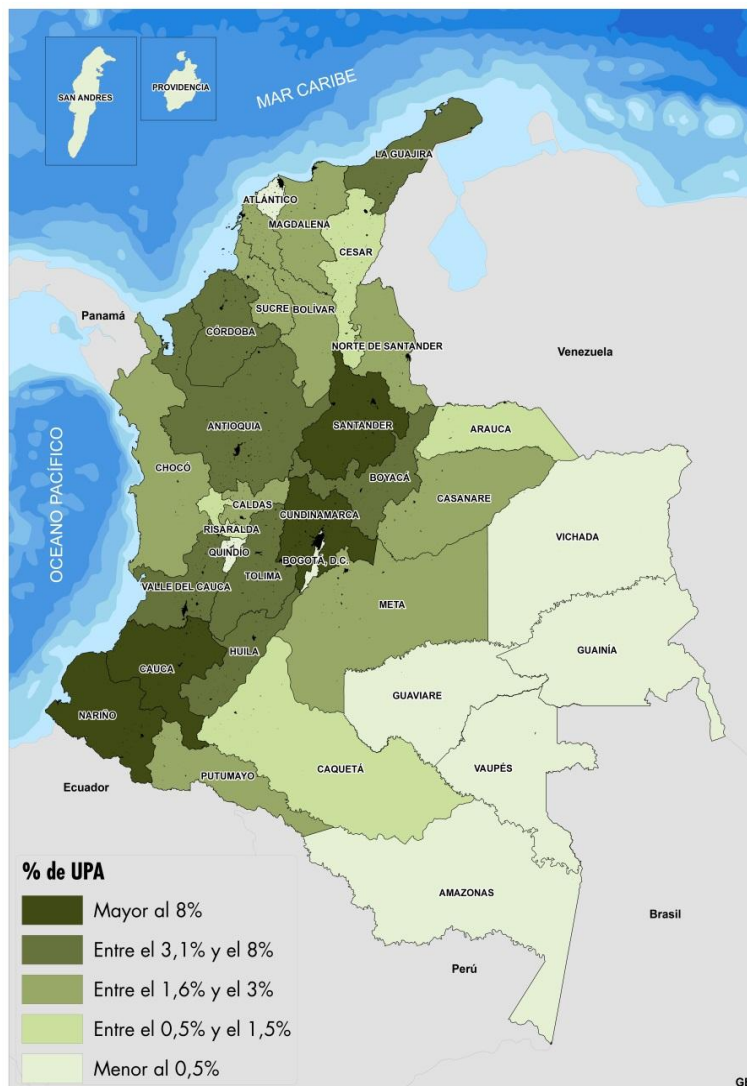 SAN ANDRES
PROVIDENCIA
MAR CARIBE
LA GUAJIRA
ATLÁNTICO
MAGDALENA
CESAR
SUCRE
BOLÍVAR
Panamá
CÓRDOBA
NORTE DE SANTANDER
Venezuela
ANTIOQUIA
SANTANDER
ARAUCA
OCEANO PACÍFICO
CHOCÓ
BOYACÁ
CASANARE
CALDAS
CUNDINAMARCA
RISARALDA
VICHADA
QUINDÍO
BOGOTÁ, D.C.
TOLIMA
VALLE DEL CAUCA
META
HUILA
GUAINÍA
CAUCA
GUAVIARE
NARIÑO
VAUPÉS
CAQUETÁ
PUTUMAYO
Ecuador
AMAZONAS
Brasil
Perú
% de UPA
Mayor al 8%
Entre el 3,1% y el 8%
Entre el 1,6% y el 3%
Entre el 0,5% y el 1,5%
Menor al 0,5%